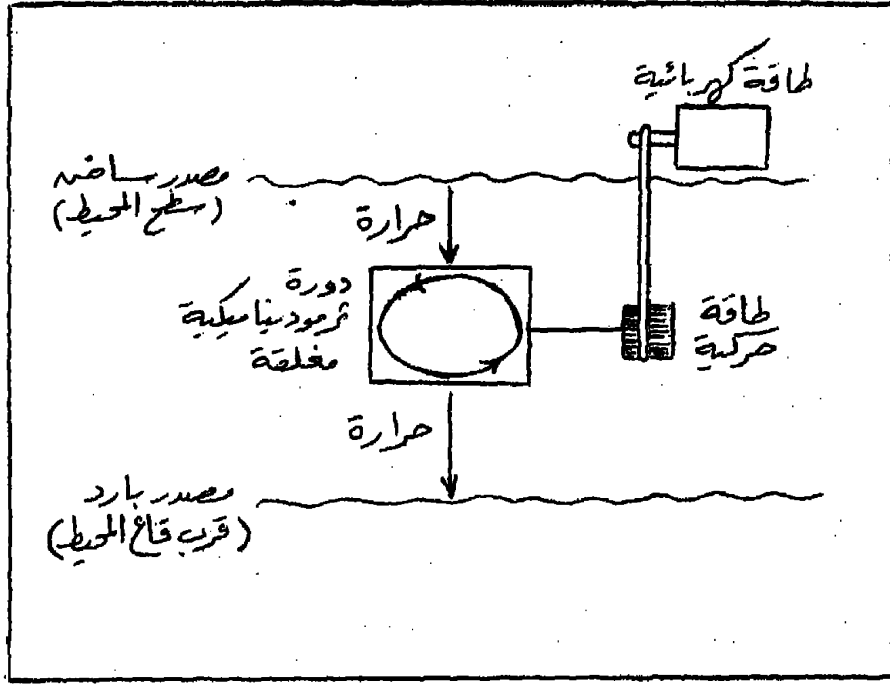 طاقة كهربائية
مصدر ساخن
(سطح المحيط)
حرارة
دورة
ثرموديناميكية
مغلقة
طاقة
حركية
حرارة
مصدر بارد
(قرب قاع المحيط)